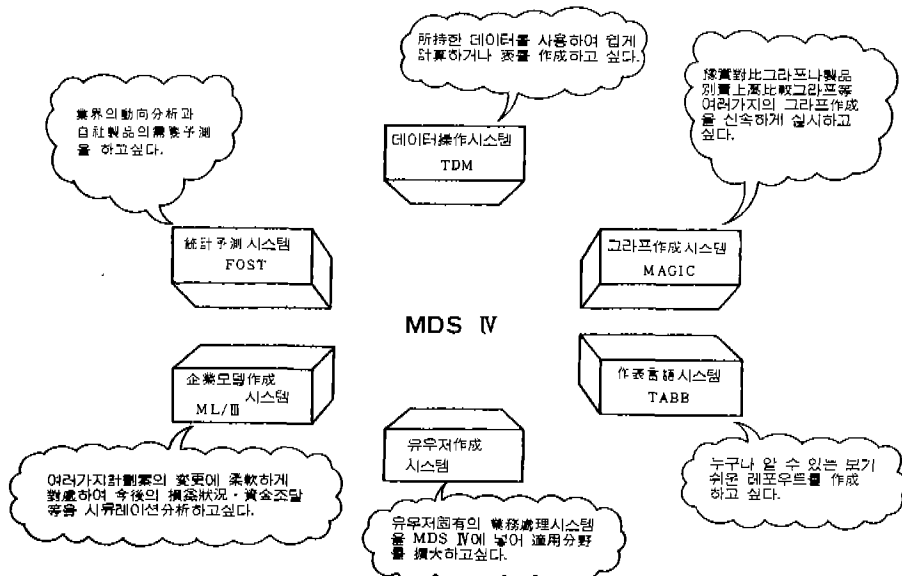 所持한 데이터를 사용하여 쉽게
計算하거나 表를 作成하고 싶다.
業界의 動向分析과
自社製品의 需要予測
을 하고싶다.
豫實對比그라프나 製品
別賣上高比較그라프等
여러가지의 그라프作成
을 신속하게 실시하고
싶다.
데이터操作시스템
TDM
統計予測시스템
FOST
그라프作成시스템
MAGIC
MDS Ⅳ
企業모델作成
시스템
ML/Ⅲ
作表言語시스템
TABB
유우저作成
시스템
여러가지計劃案의 変更에 柔軟하게
對處하여 今後의 損益狀況・資金조달
等을 시뮤레이션分析하고싶다.
유우저固有의 業務處理시스템
을 MDS Ⅳ에 넣어 適用分野
를 擴大하고싶다.
누구나 알 수 있는 보기
쉬운 레포우트를 作成
하고 싶다.